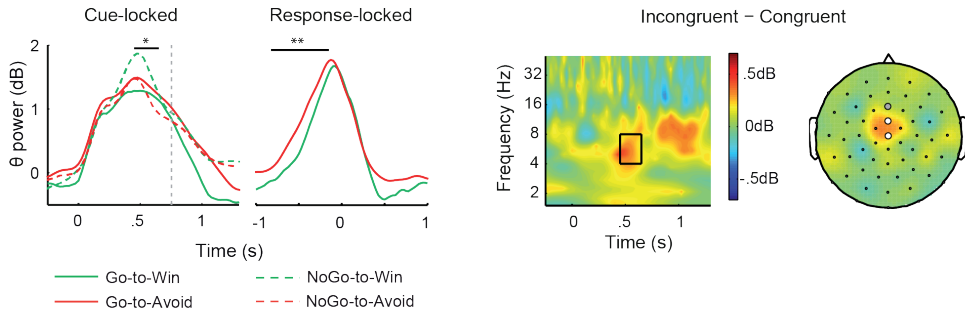 Cue-locked
Response-locked
Incongruent – Congruent
θ power (dB)
2
1
0
*
0
.5
1
**
-1
0
1
Time (s)
Frequency (Hz)
32
16
8
4
2
0
.5
1
Time (s)
.5dB
0dB
-.5dB
Go-to-Win
NoGo-to-Win
Go-to-Avoid
NoGo-to-Avoid